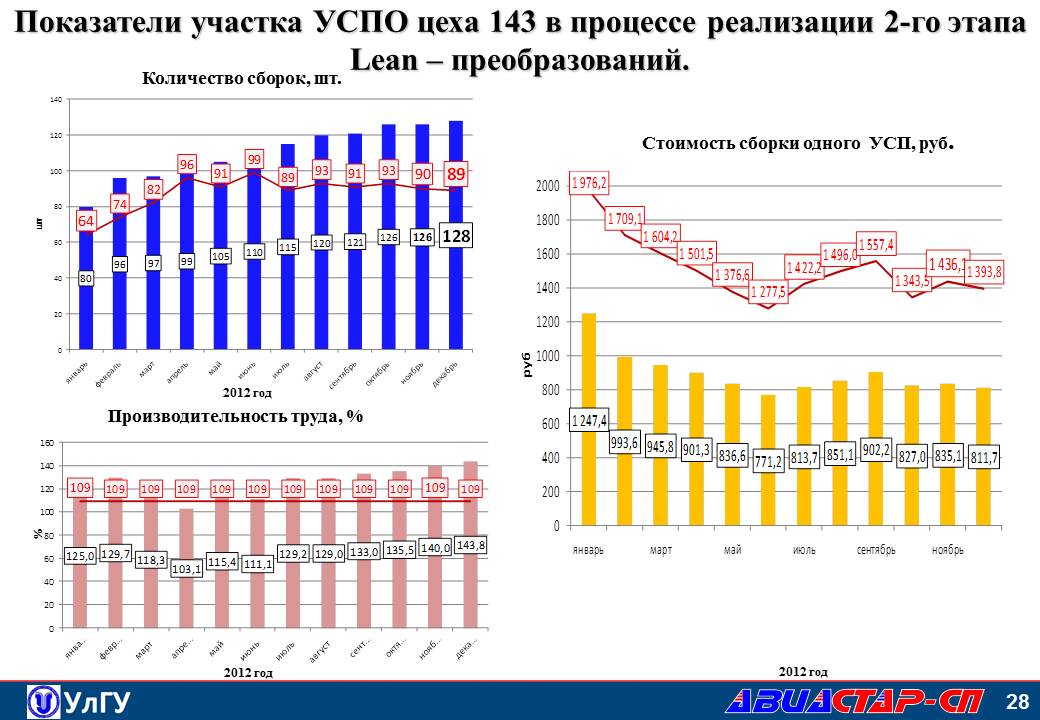 Показатели участка УСПО цеха 143 в процессе реализации 2-го этапа
Lean – преобразований.
Количество сборок, шт.
140
120
100
80
60
40
20
0
шт
64
74
82
96
91
99
89
93
91
93
90
89
80
96
97
99
105
110
115
120
121
126
126
128
январь
февраль
март
апрель
май
июнь
июль
август
сентябрь
октябрь
ноябрь
декабрь
2012 год
Производительность труда, %
160
140
120
100
80
60
40
20
0
%
109
109
109
109
109
109
109
109
109
109
109
109
125,0
129,7
118,3
103,1
115,4
111,1
129,2
129,0
133,0
135,5
140,0
143,8
янва...
февр...
март
апре...
май
июнь
июль
август
сент...
октя...
нояб...
дека...
2012 год
Стоимость сборки одного УСП, руб.
2000
1800
1600
1400
1200
1000
800
600
400
200
0
руб
1 976,2
1 709,1
1 604,2
1 501,5
1 376,6
1 277,5
1 422,2
1 496,0
1 557,4
1 343,5
1 436,
1 393,8
1 247,4
993,6
945,8
901,3
836,6
771,2
813,7
851,1
902,2
827,0
835,1
811,7
январь
март
май
июль
сентябрь
ноябрь
2012 год
УлГУ
АВИАСТАР-СП
28